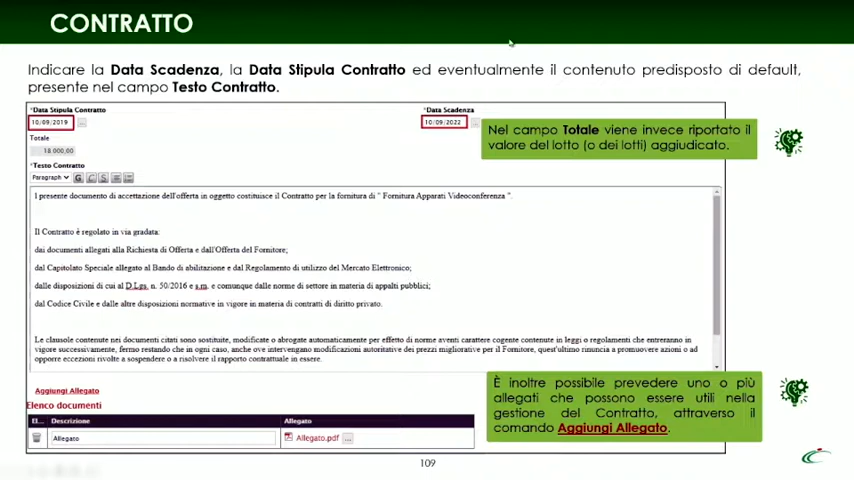 CONTRATTO
Indicare la Data Scadenza, la Data Stipula Contratto ed eventualmente il contenuto predisposto di default,
presente nel campo Testo Contratto.
*Data Stipula Contratto
*Data Scadenza
10/09/2019 ...
10/09/2022 ...
Nel campo Totale viene invece riportato il
valore del lotto (o dei lotti) aggiudicato.
Totale
18.000,00
*Testo Contratto
Paragraph G C S
l presente documento di accettazione dell'offerta in oggetto costituisce il Contratto per la fornitura di " Fornitura Apparati Videoconferenza ".
Il Contratto è regolato in via gradata:
dai documenti allegati alla Richiesta di Offerta e dall'Offerta del Fornitore;
dal Capitolato Speciale allegato al Bando di abilitazione e dal Regolamento di utilizzo del Mercato Elettronico;
dalle disposizioni di cui al D.Lgs. n. 50/2016 e s.m. e comunque dalle norme di settore in materia di appalti pubblici;
dal Codice Civile e dalle altre disposizioni normative in vigore in materia di contratti di diritto privato.
Le clausole contenute nei documenti citati sono sostituite, modificate o abrogate automaticamente per effetto di norme aventi carattere cogente contenute in leggi o regolamenti che entreranno in
vigore successivamente, fermo restando che in ogni caso, anche ove intervengano modificazioni autoritative dei prezzi migliorative per il Fornitore, quest'ultimo rinuncia a promuovere azioni o ad
opporre eccezioni rivolte a sospendere o a risolvere il rapporto contrattuale in essere.
È inoltre possibile prevedere uno o più
allegati che possono essere utili nella
gestione del Contratto, attraverso il
comando Aggiungi Allegato.
Aggiungi Allegato
Elenco documenti
El... Descrizione Allegato
Allegato Allegato.pdf ...
109